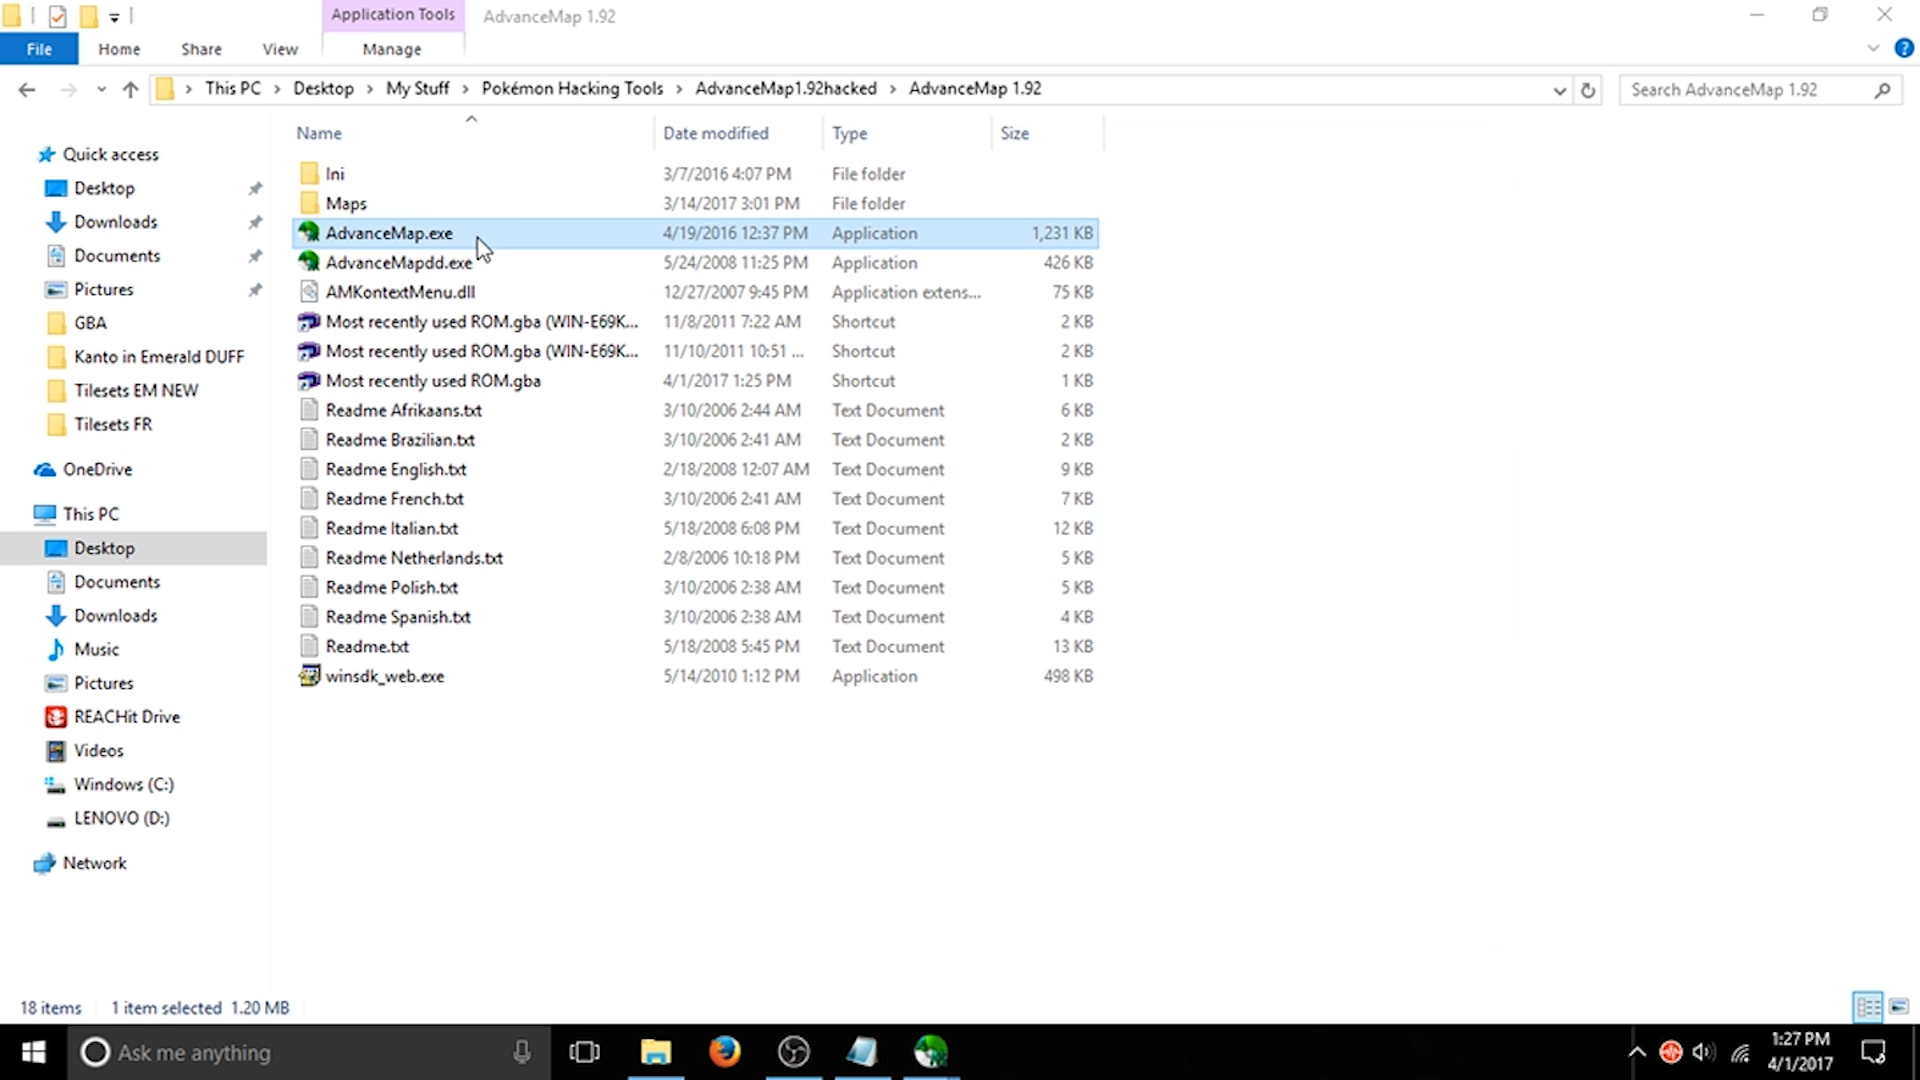 Application Tools
AdvanceMap 1.92
File
Home
Share
View
Manage
This PC > Desktop > My Stuff > Pokémon Hacking Tools > AdvanceMap1.92hacked > AdvanceMap 1.92
Search AdvanceMap 1.92
Name Date modified Type Size
Quick access
Desktop
Downloads
Documents
Pictures
GBA
Kanto in Emerald DUFF
Tilesets EM NEW
Tilesets FR
OneDrive
This PC
Desktop
Documents
Downloads
Music
Pictures
REACHit Drive
Videos
Windows (C:)
LENOVO (D:)
Network
Ini 3/7/2016 4:07 PM File folder
Maps 3/14/2017 3:01 PM File folder
AdvanceMap.exe 4/19/2016 12:37 PM Application 1,231 KB
AdvanceMapdd.exe 5/24/2008 11:25 PM Application 426 KB
AMKontextMenu.dll 12/27/2007 9:45 PM Application extens... 75 KB
Most recently used ROM.gba (WIN-E69K... 11/8/2011 7:22 AM Shortcut 2 KB
Most recently used ROM.gba (WIN-E69K... 11/10/2011 10:51 ... Shortcut 2 KB
Most recently used ROM.gba 4/1/2017 1:25 PM Shortcut 1 KB
Readme Afrikaans.txt 3/10/2006 2:44 AM Text Document 6 KB
Readme Brazilian.txt 3/10/2006 2:41 AM Text Document 2 KB
Readme English.txt 2/18/2008 12:07 AM Text Document 9 KB
Readme French.txt 3/10/2006 2:41 AM Text Document 7 KB
Readme Italian.txt 5/18/2008 6:08 PM Text Document 12 KB
Readme Netherlands.txt 2/8/2006 10:18 PM Text Document 5 KB
Readme Polish.txt 3/10/2006 2:38 AM Text Document 5 KB
Readme Spanish.txt 3/10/2006 2:38 AM Text Document 4 KB
Readme.txt 5/18/2008 5:45 PM Text Document 13 KB
winsdk_web.exe 5/14/2010 1:12 PM Application 498 KB
18 items 1 item selected 1.20 MB
Ask me anything
1:27 PM
4/1/2017